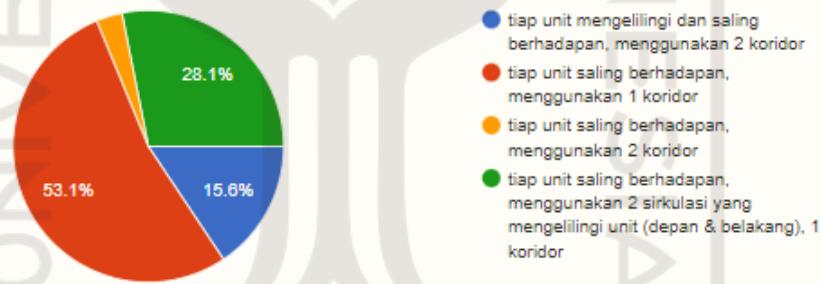 28.1%
53.1%
15.6%
tiap unit mengelilingi dan saling
berhadapan, menggunakan 2 koridor
tiap unit saling berhadapan,
menggunakan 1 koridor
tiap unit saling berhadapan,
menggunakan 2 koridor
tiap unit saling berhadapan,
menggunakan 2 sirkulasi yang
mengelilingi unit (depan & belakang), 1
koridor